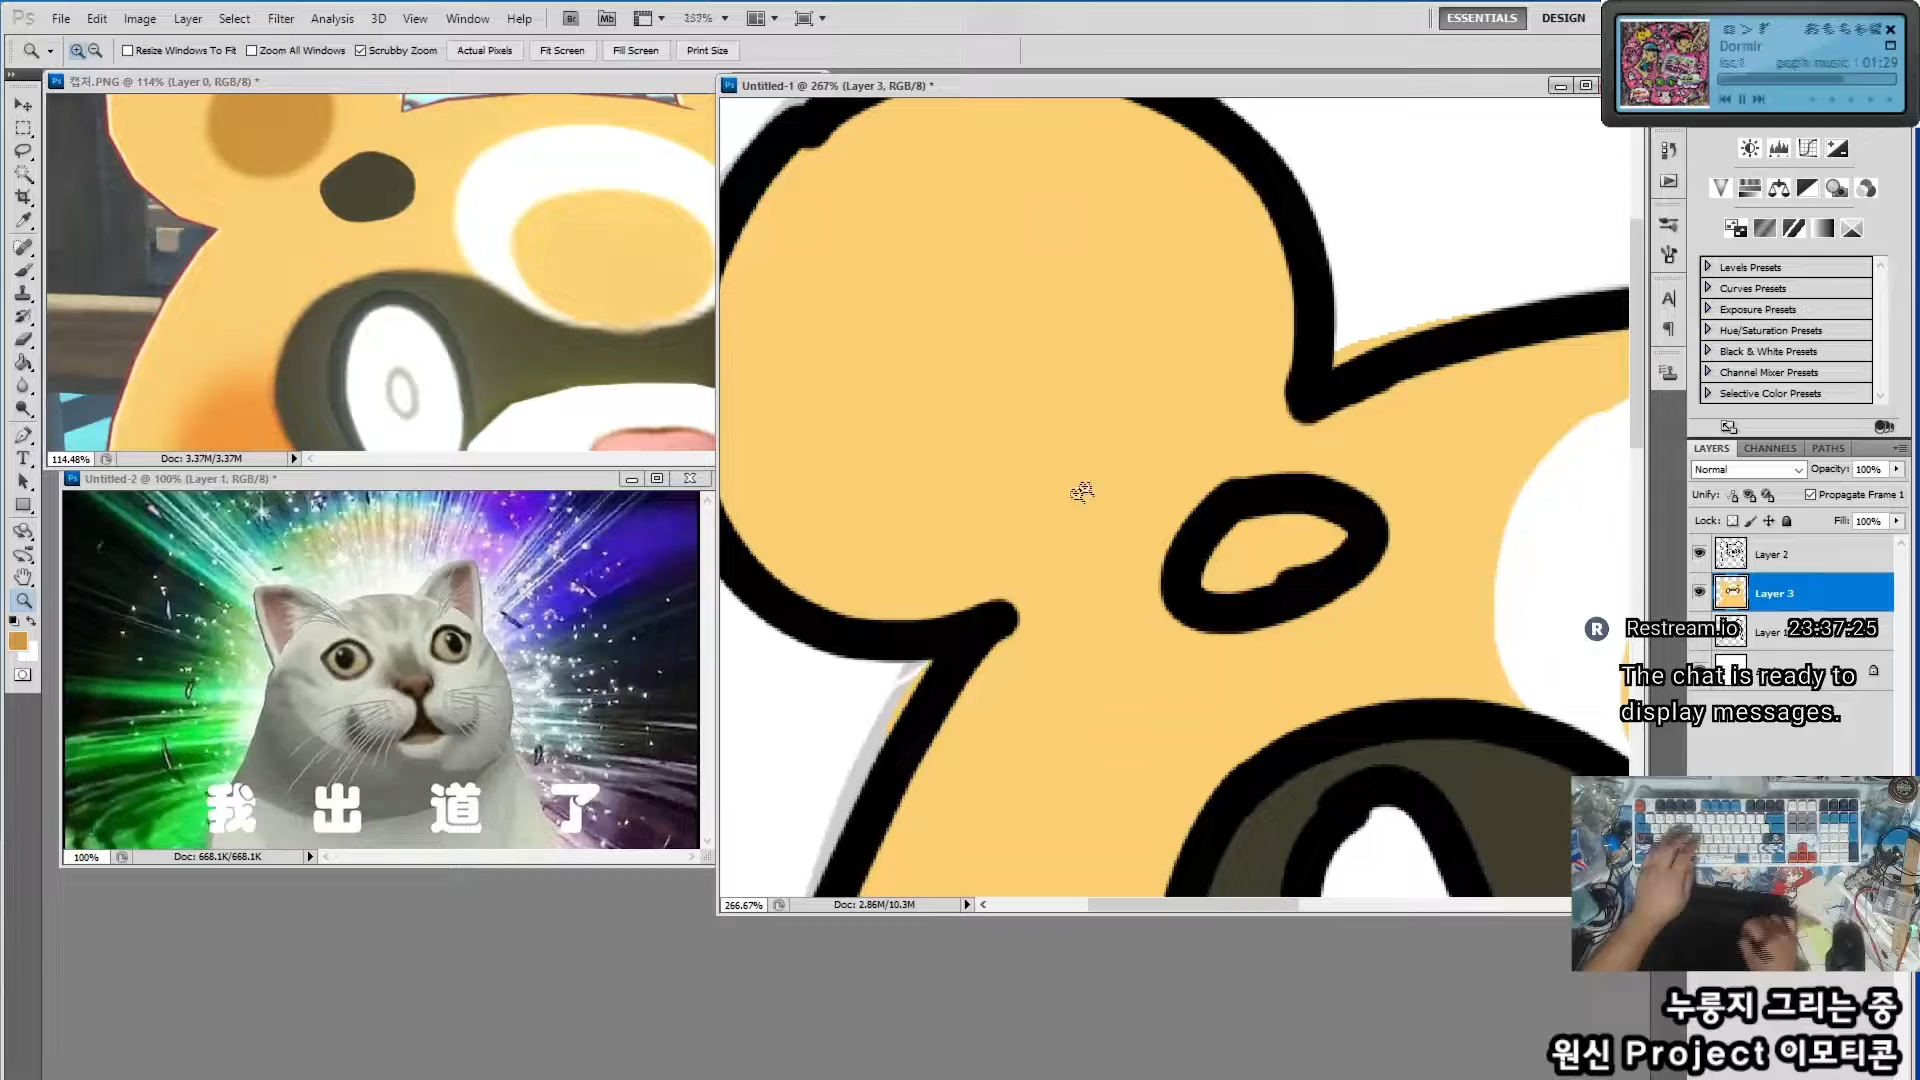 Ps File Edit Image Layer Select Filter Analysis 3D View Window Help Br Mb ESSENTIALS DESIGN
Resize Windows To Fit Zoom All Windows Scrubby Zoom Actual Pixels Fit Screen Fill Screen Print Size
Dormir
01:29
캡처.PNG @ 114% (Layer 0, RGB/8) *
114.48% Doc: 3.37M/3.37M
Untitled-2 @ 100% (Layer 1, RGB/8) *
我 出 道 了
100% Doc: 668.1K/668.1K
Untitled-1 @ 267% (Layer 3, RGB/8) *
266.67% Doc: 2.86M/10.3M
Levels Presets
Curves Presets
Exposure Presets
Hue/Saturation Presets
Black & White Presets
Channel Mixer Presets
Selective Color Presets
LAYERS CHANNELS PATHS
Normal Opacity: 100%
Unify: Propagate Frame 1
Lock: Fill: 100%
Layer 2
Layer 3
Layer
R Restream.io 23:37:25
The chat is ready to
display messages.
누룽지 그리는 중
원신 Project 이모티콘